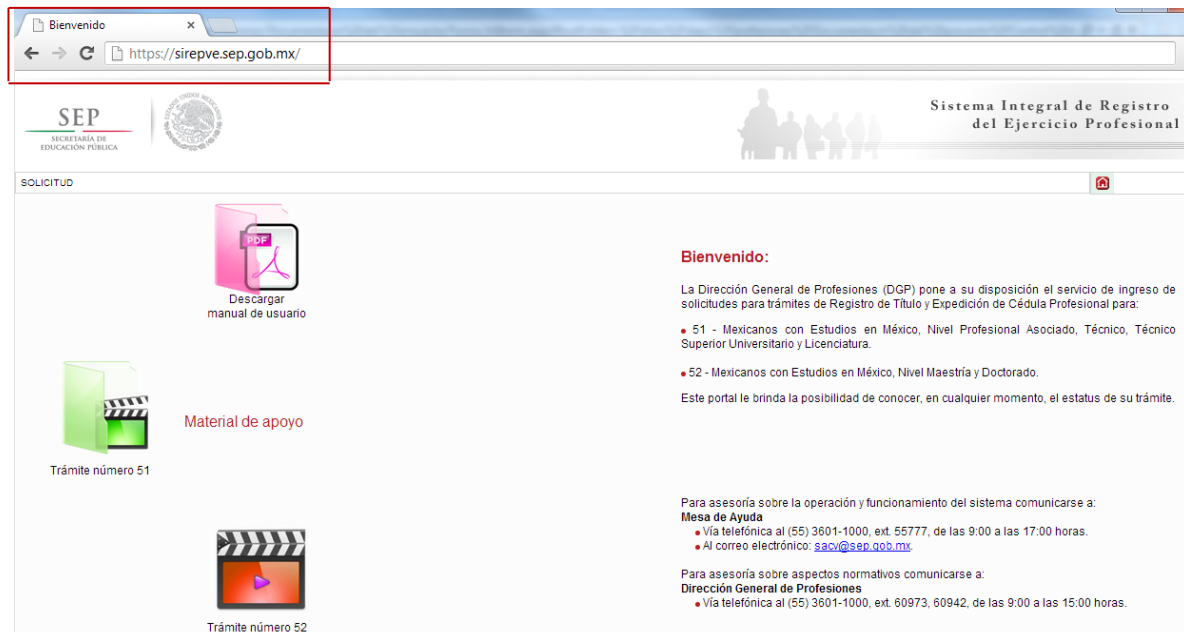 Bienvenido
https://sirepve.sep.gob.mx/
SEP
SECRETARÍA DE
EDUCACIÓN PÚBLICA
ESTADOS UNIDOS MEXICANOS
Sistema Integral de Registro
del Ejercicio Profesional
SOLICITUD
PDF
Descargar
manual de usuario
Material de apoyo
Trámite número 51
Trámite número 52
Bienvenido:
La Dirección General de Profesiones (DGP) pone a su disposición el servicio de ingreso de
solicitudes para trámites de Registro de Título y Expedición de Cédula Profesional para:
• 51 - Mexicanos con Estudios en México, Nivel Profesional Asociado, Técnico, Técnico
Superior Universitario y Licenciatura.
• 52 - Mexicanos con Estudios en México, Nivel Maestría y Doctorado.
Este portal le brinda la posibilidad de conocer, en cualquier momento, el estatus de su trámite.
Para asesoría sobre la operación y funcionamiento del sistema comunicarse a:
Mesa de Ayuda
• Vía telefónica al (55) 3601-1000, ext. 55777, de las 9:00 a las 17:00 horas.
• Al correo electrónico: sacv@sep.gob.mx.
Para asesoría sobre aspectos normativos comunicarse a:
Dirección General de Profesiones
• Vía telefónica al (55) 3601-1000, ext. 60973, 60942, de las 9:00 a las 15:00 horas.